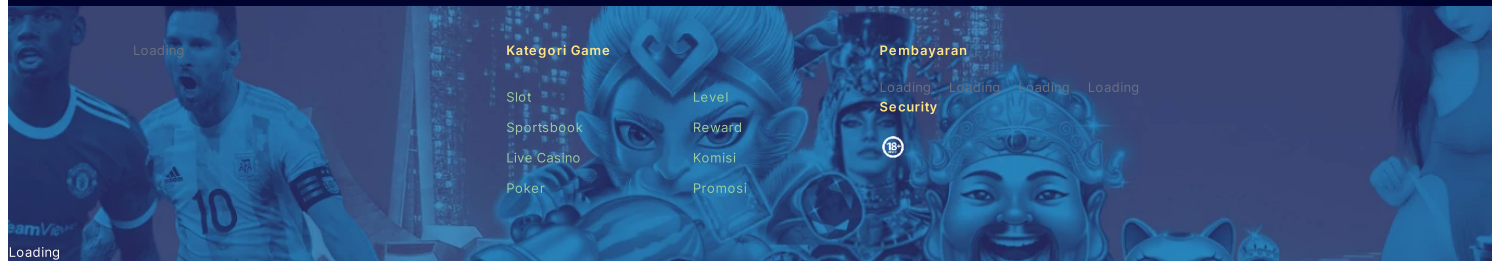 Loading
Kategori Game
Slot
Sportsbook
Live Casino
Poker
Level
Reward
Komisi
Promosi
Pembayaran
Loading Loading Loading Loading
Security
18+
10
Loading